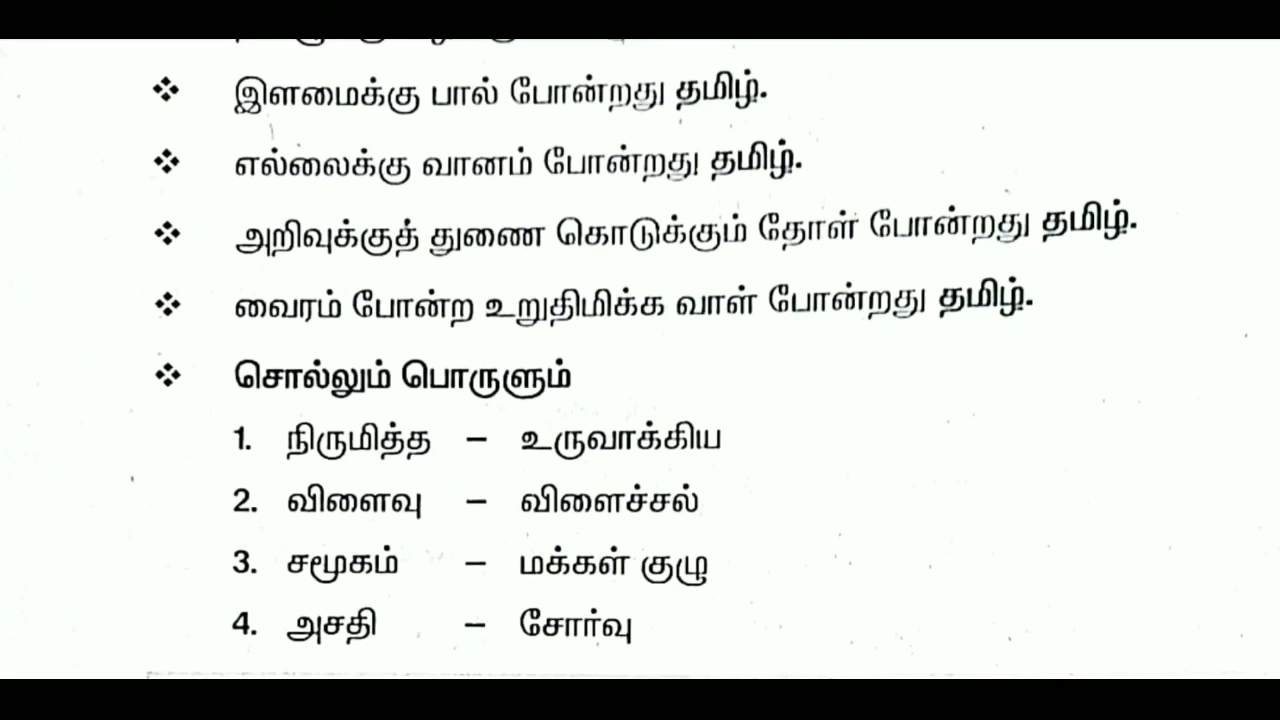 ❖ இளமைக்கு பால் போன்றது தமிழ்.
❖ எல்லைக்கு வானம் போன்றது தமிழ்.
❖ அறிவுக்குத் துணை கொடுக்கும் தோள் போன்றது தமிழ்.
❖ வைரம் போன்ற உறுதிமிக்க வாள் போன்றது தமிழ்.
❖ சொல்லும் பொருளும்
1. நிருமித்த – உருவாக்கிய
2. விளைவு – விளைச்சல்
3. சமூகம் – மக்கள் குழு
4. அசதி – சோர்வு